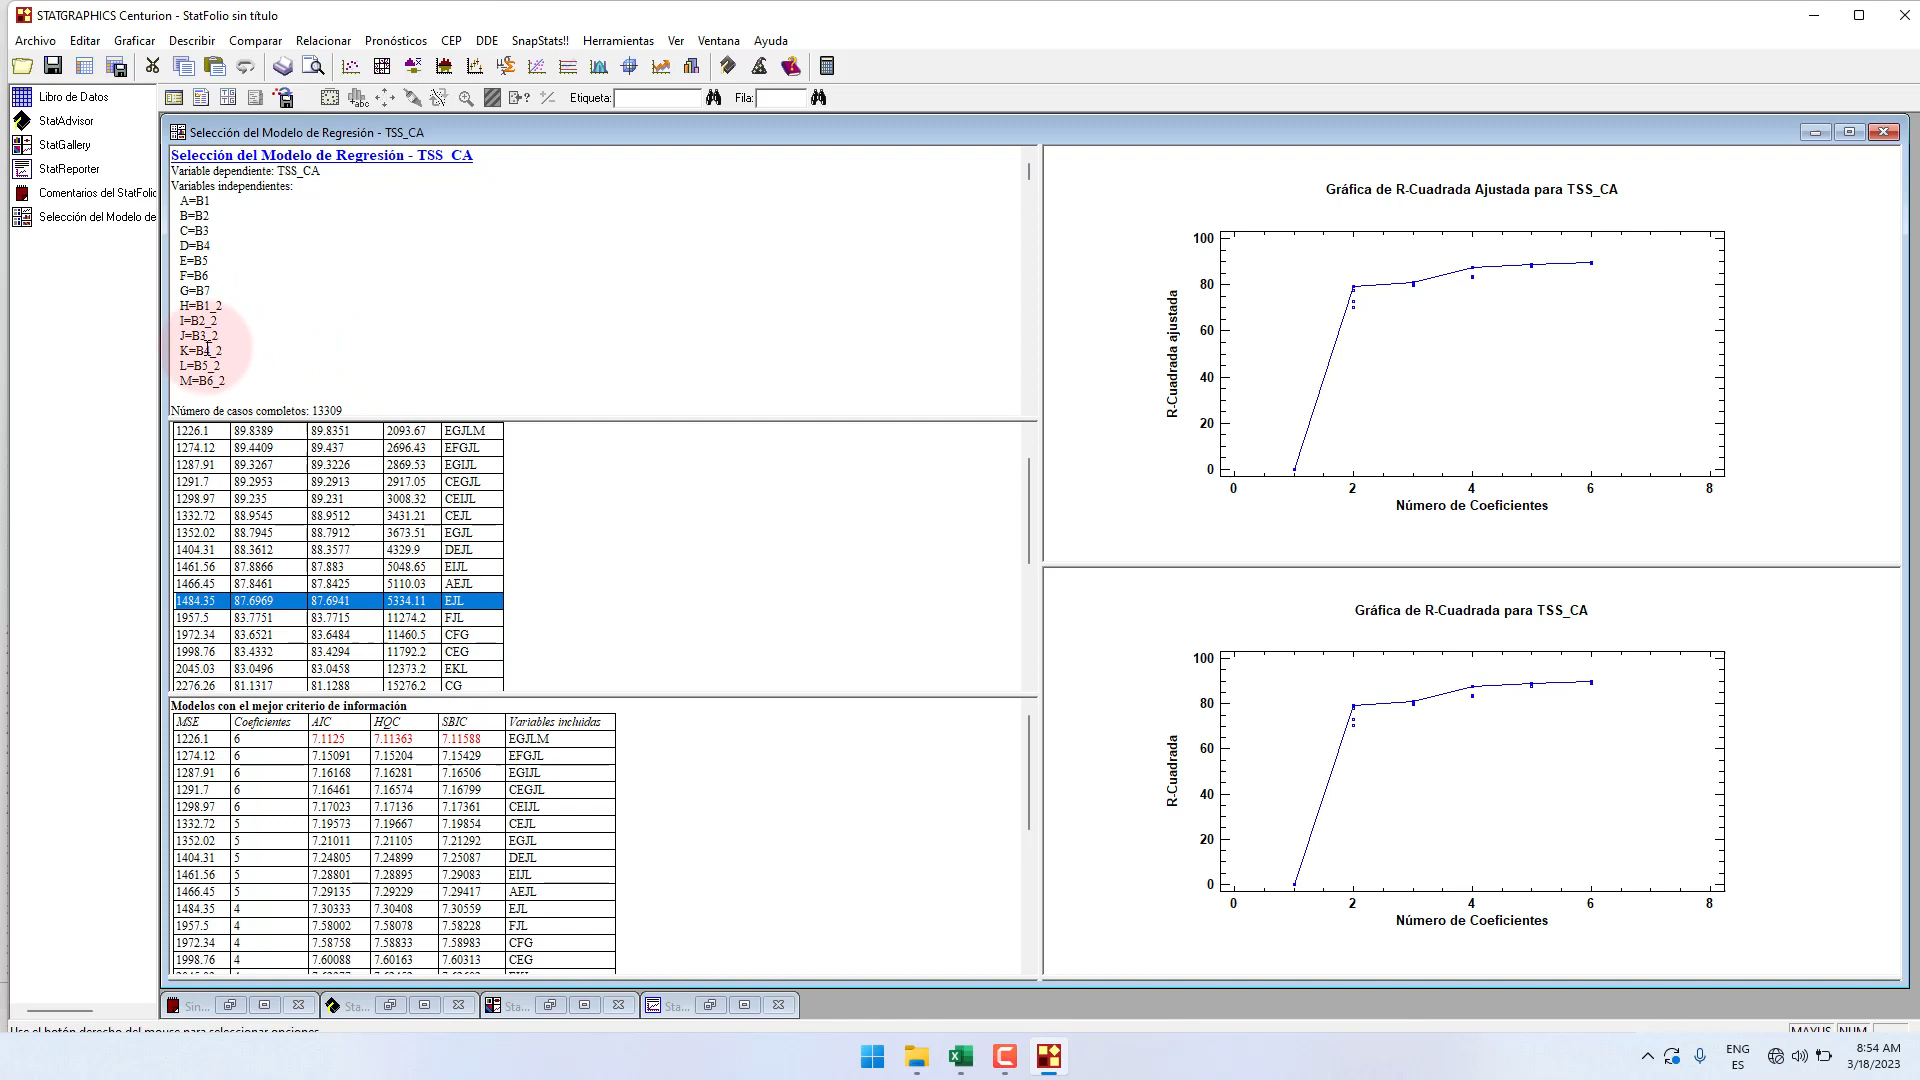 STATGRAPHICS Centurion - StatFolio sin título
Archivo Editar Graficar Describir Comparar Relacionar Pronósticos CEP DDE SnapStats!! Herramientas Ver Ventana Ayuda
Etiqueta: Fila:
Libro de Datos
StatAdvisor
StatGallery
StatReporter
Comentarios del StatFolio
Selección del Modelo de
Selección del Modelo de Regresión - TSS_CA
Selección del Modelo de Regresión - TSS_CA
Variable dependiente: TSS_CA
Variables independientes:
A=B1
B=B2
C=B3
D=B4
E=B5
F=B6
G=B7
H=B1_2
I=B2_2
J=B3_2
K=B4_2
L=B5_2
M=B6_2
Número de casos completos: 13309
1226.1 89.8389 89.8351 2093.67 EGJLM
1274.12 89.4409 89.437 2696.43 EFGJL
1287.91 89.3267 89.3226 2869.53 EGIJL
1291.7 89.2953 89.2913 2917.05 CEGJL
1298.97 89.235 89.231 3008.32 CEIJL
1332.72 88.9545 88.9512 3431.21 CEJL
1352.02 88.7945 88.7912 3673.51 EGJL
1404.31 88.3612 88.3577 4329.9 DEJL
1461.56 87.8866 87.883 5048.65 EIJL
1466.45 87.8461 87.8425 5110.03 AEJL
1484.35 87.6969 87.6941 5334.11 EJL
1957.5 83.7751 83.7715 11274.2 FJL
1972.34 83.6521 83.6484 11460.5 CFG
1998.76 83.4332 83.4294 11792.2 CEG
2045.03 83.0496 83.0458 12373.2 EKL
2276.26 81.1317 81.1288 15276.2 CG
Modelos con el mejor criterio de información
MSE Coeficientes AIC HQC SBIC Variables incluidas
1226.1 6 7.1125 7.11363 7.11588 EGJLM
1274.12 6 7.15091 7.15204 7.15429 EFGJL
1287.91 6 7.16168 7.16281 7.16506 EGIJL
1291.7 6 7.16461 7.16574 7.16799 CEGJL
1298.97 6 7.17023 7.17136 7.17361 CEIJL
1332.72 5 7.19573 7.19667 7.19854 CEJL
1352.02 5 7.21011 7.21105 7.21292 EGJL
1404.31 5 7.24805 7.24899 7.25087 DEJL
1461.56 5 7.28801 7.28895 7.29083 EIJL
1466.45 5 7.29135 7.29229 7.29417 AEJL
1484.35 4 7.30333 7.30408 7.30559 EJL
1957.5 4 7.58002 7.58078 7.58228 FJL
1972.34 4 7.58758 7.58833 7.58983 CFG
1998.76 4 7.60088 7.60163 7.60313 CEG
Gráfica de R-Cuadrada Ajustada para TSS_CA
R-Cuadrada ajustada
100
80
60
40
20
0
0 2 4 6 8
Número de Coeficientes
Gráfica de R-Cuadrada para TSS_CA
R-Cuadrada
100
80
60
40
20
0
0 2 4 6 8
Número de Coeficientes
Sin... Sta... Sta... Sta...
Use el botón derecho del mouse para seleccionar opciones
MAYUS NUM
ENG
ES
8:54 AM
3/18/2023